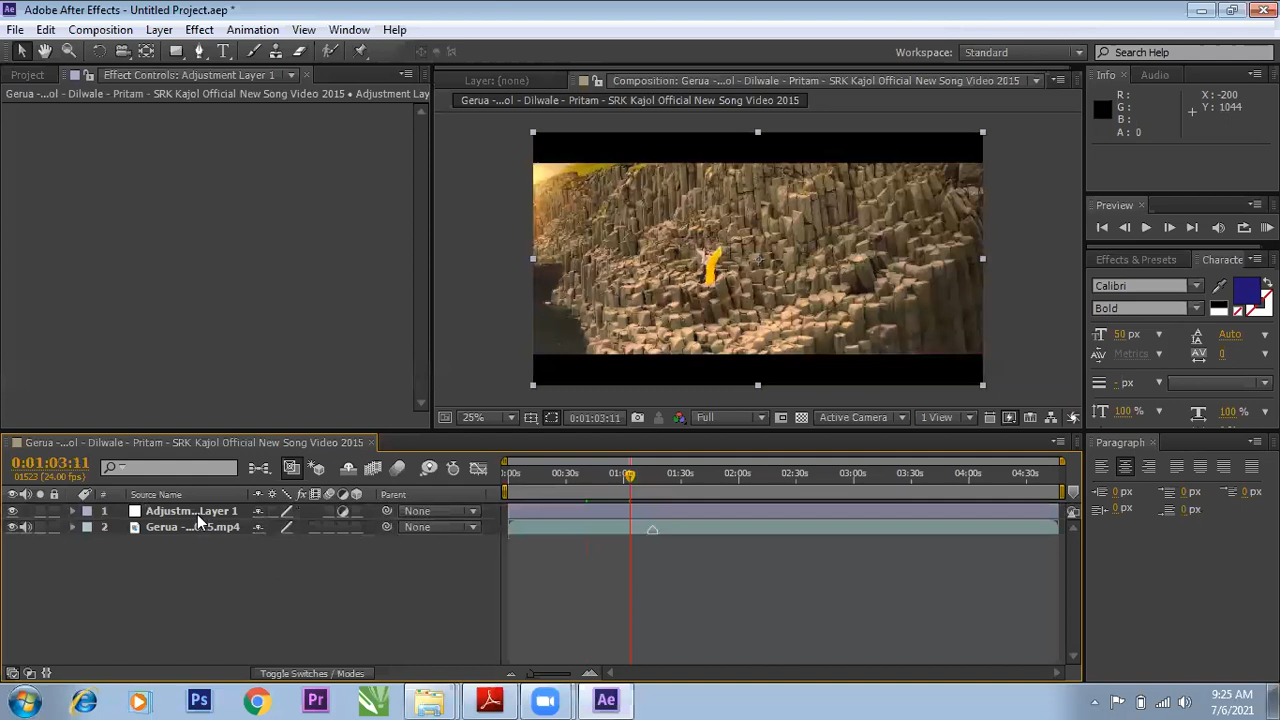 Ae Adobe After Effects - Untitled Project.aep *
File Edit Composition Layer Effect Animation View Window Help
T Workspace: Standard Search Help
Project Effect Controls: Adjustment Layer 1 Layer: (none) Composition: Gerua -...ol - Dilwale - Pritam - SRK Kajol Official New Song Video 2015 Info Audio
Gerua -...ol - Dilwale - Pritam - SRK Kajol Official New Song Video 2015 • Adjustment Lay
Gerua -...ol - Dilwale - Pritam - SRK Kajol Official New Song Video 2015
R : X : -200
G : Y : 1044
B :
A : 0
Preview
Effects & Presets Characte
Calibri
Bold
50 px Auto
Metrics 0
- px
100 % 100 %
25% 0:01:03:11 Full Active Camera 1 View
Gerua -...ol - Dilwale - Pritam - SRK Kajol Official New Song Video 2015
Paragraph
0:01:03:11
01523 (24.00 fps)
:00s 00:30s 01:0 01:30s 02:00s 02:30s 03:00s 03:30s 04:00s 04:30s
# Source Name Parent
1 Adjustm...Layer 1 None
2 Gerua -...5.mp4 None
0 px 0 px 0 px
0 px 0 px
Toggle Switches / Modes
Ps Pr Ae
9:25 AM
7/6/2021